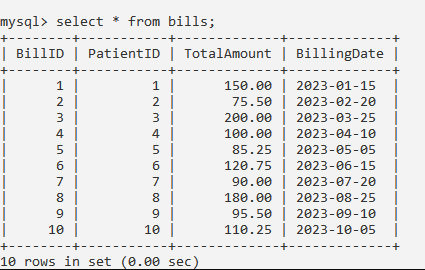 mysql> select * from bills;
+--------+-----------+-------------+-------------+
| BillID | PatientID | TotalAmount | BillingDate |
+--------+-----------+-------------+-------------+
|      1 |         1 |      150.00 | 2023-01-15  |
|      2 |         2 |       75.50 | 2023-02-20  |
|      3 |         3 |      200.00 | 2023-03-25  |
|      4 |         4 |      100.00 | 2023-04-10  |
|      5 |         5 |       85.25 | 2023-05-05  |
|      6 |         6 |      120.75 | 2023-06-15  |
|      7 |         7 |       90.00 | 2023-07-20  |
|      8 |         8 |      180.00 | 2023-08-25  |
|      9 |         9 |       95.50 | 2023-09-10  |
|     10 |        10 |      110.25 | 2023-10-05  |
+--------+-----------+-------------+-------------+
10 rows in set (0.00 sec)